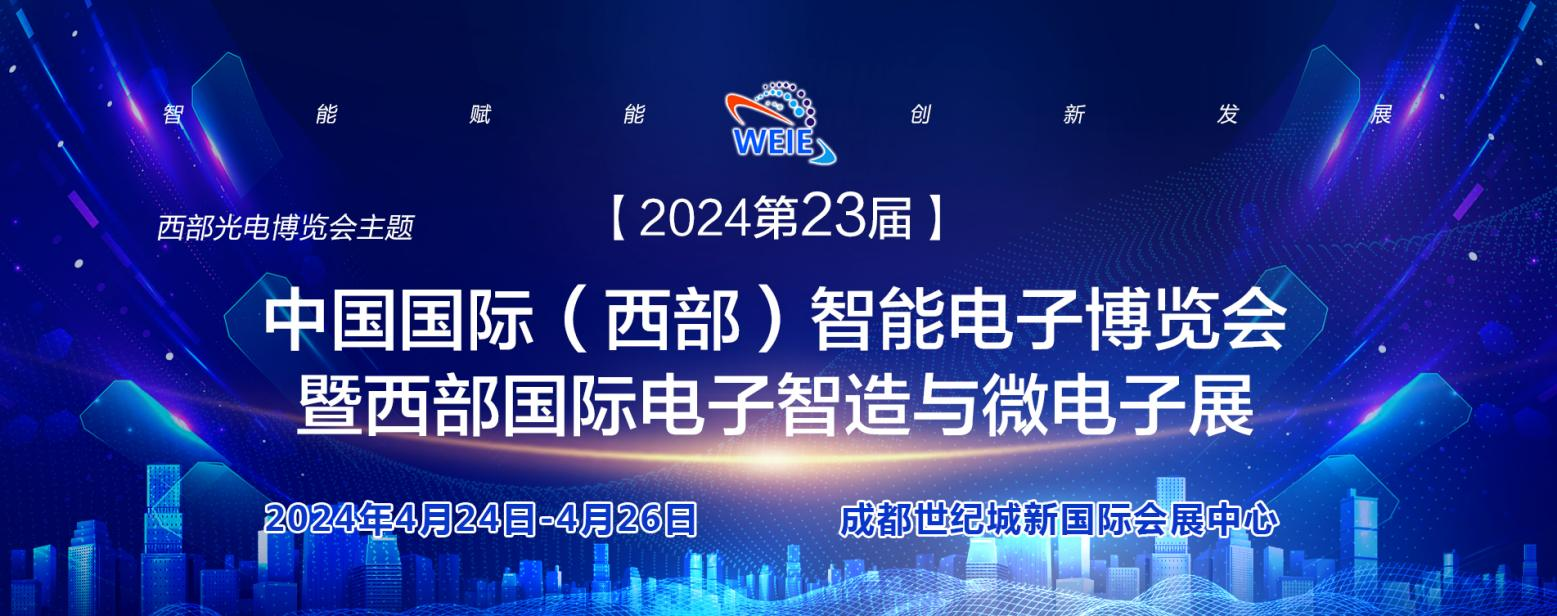 智能赋能 创新发展
WEIE
【2024第23届】
西部光电博览会主题
中国国际（西部）智能电子博览会
暨西部国际电子智造与微电子展
2024年4月24日-4月26日 成都世纪城新国际会展中心